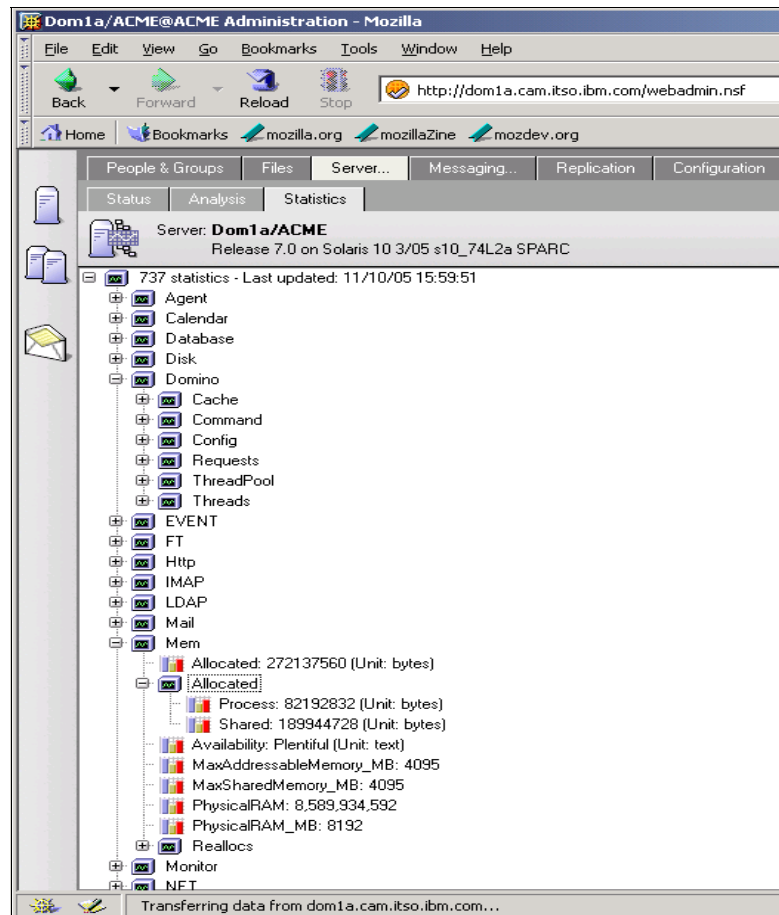 Dom1a/ACME@ACME Administration - Mozilla
File Edit View Go Bookmarks Tools Window Help
Back Forward Reload Stop http://dom1a.cam.itso.ibm.com/webadmin.nsf
Home Bookmarks mozilla.org mozillaZine mozdev.org
People & Groups Files Server... Messaging... Replication Configuration
Status Analysis Statistics
Server: Dom1a/ACME
Release 7.0 on Solaris 10 3/05 s10_74L2a SPARC
737 statistics - Last updated: 11/10/05 15:59:51
Agent
Calendar
Database
Disk
Domino
Cache
Command
Config
Requests
ThreadPool
Threads
EVENT
FT
Http
IMAP
LDAP
Mail
Mem
Allocated: 272137560 (Unit: bytes)
Allocated
Process: 82192832 (Unit: bytes)
Shared: 189944728 (Unit: bytes)
Availability: Plentiful (Unit: text)
MaxAddressableMemory_MB: 4095
MaxSharedMemory_MB: 4095
PhysicalRAM: 8,589,934,592
PhysicalRAM_MB: 8192
Reallocs
Monitor
NET
Transferring data from dom1a.cam.itso.ibm.com...